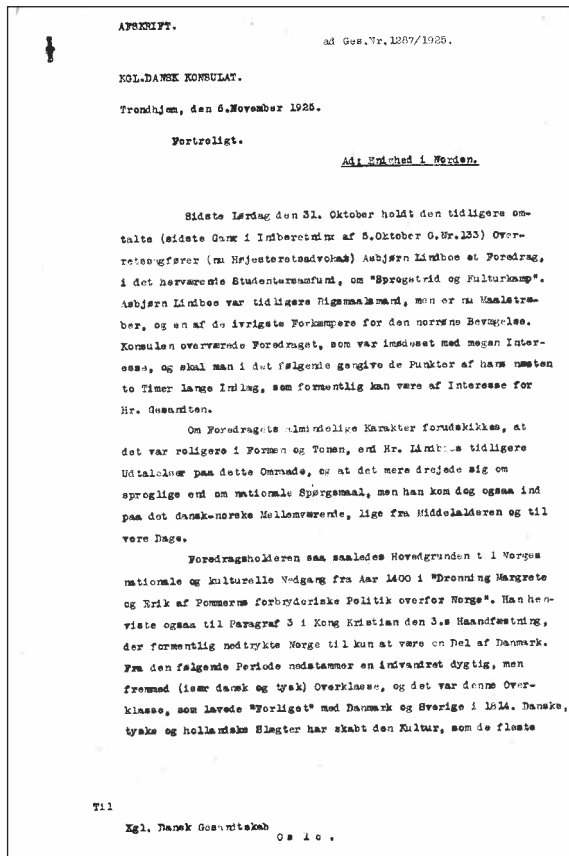 AFSKRIFT.
ad Ges.Nr.1287/1925.
KGL.DANSK KONSULAT.
Trondhjem, den 6.November 1925.
Fortroligt.
Ad: Enighed i Norden.
Sidste Lørdag den 31. Oktober holdt den tidligere om-
talte (sidste Gang i Indberetning af 5.Oktober G.Nr.133) Over-
retssagfører (nu Højesteretsadvokat) Asbjørn Lindboe et Foredrag,
i det herværende Studentersamfund, om "Sprogstrid og Kulturkamp".
Asbjørn Lindboe var tidligere Rigsmaalsmand, men er nu Maalstræ-
ber, og en af de ivrigste Forkæmpere for den norrøne Bevægelse.
Konsulen overværede Foredraget, som var imødeset med megen Inter-
esse, og skal man i det følgende gengive de Punkter af hans næsten
to Timer lange Indlæg, som formentlig kan være af Interesse for
Hr. Gesandten.
Om Foredragets almindelige Karakter forudskikkes, at
det var roligere i Formen og Tonen, end Hr. Lindboes tidligere
Udtalelser paa dette Omraade, og at det mere drejede sig om
sproglige end om nationale Spørgsmaal, men han kom dog ogsaa ind
paa det dansk-norske Mellemværende, lige fra Middelalderen og til
vore Dage.
Foredragsholderen saa saaledes Hovedgrunden til Norges
nationale og kulturelle Nedgang fra Aar 1400 i "Dronning Margrete
og Erik af Pommerns forbryderiske Politik overfor Norge". Han hen-
viste ogsaa til Paragraf 3 i Kong Kristian den 3.s Haandfæstning,
der formentlig nedtrykte Norge til kun at være en Del af Danmark.
Fra den følgende Periode nedstammer en indvandret dygtig, men
fremmed (især dansk og tysk) Overklasse, og det var denne Over-
klasse, som lavede "Forliget" med Danmark og Sverige i 1814. Danske,
tyske og hollandske Slægter har skabt den Kultur, som de fleste
Til
Kgl. Dansk Gesandtskab
Oslo.